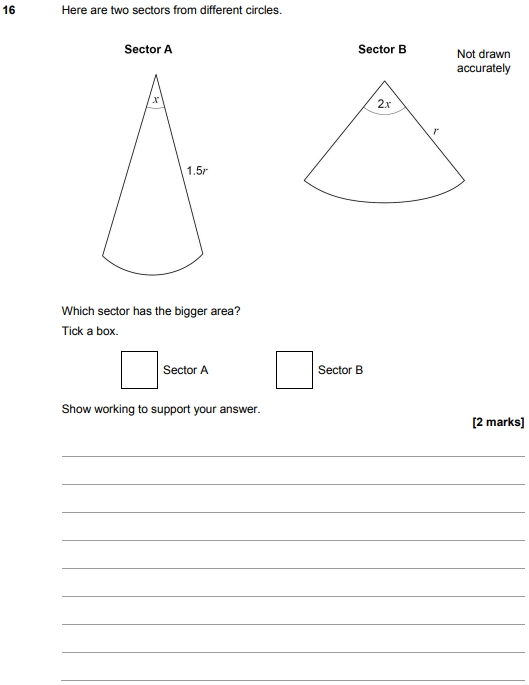 16 Here are two sectors from different circles.
Sector A Sector B
Not drawn
accurately
x 2x
r
1.5r
Which sector has the bigger area?
Tick a box.
Sector A Sector B
Show working to support your answer.
[2 marks]